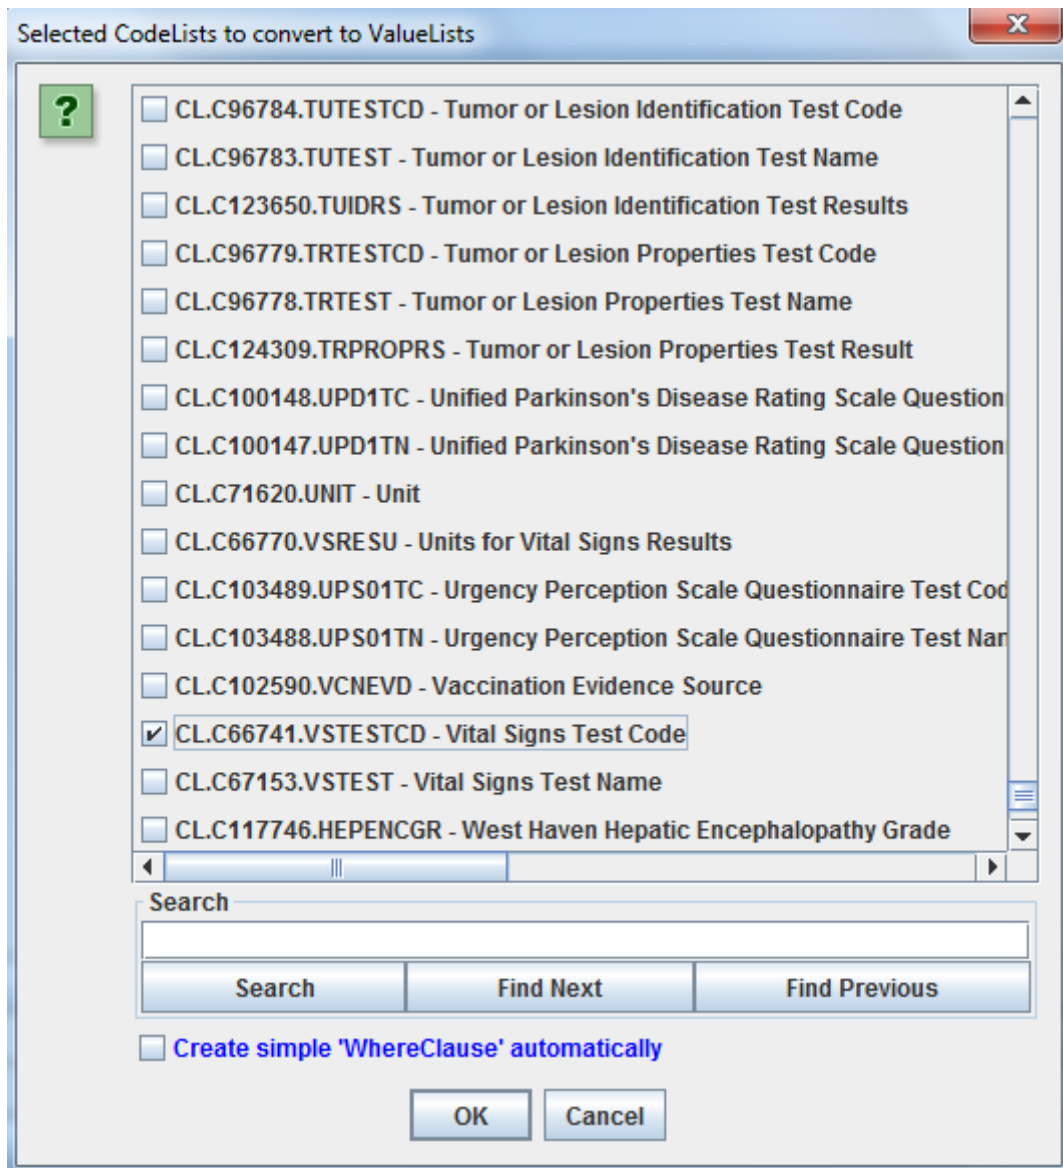 Selected CodeLists to convert to ValueLists
CL.C96784.TUTESTCD - Tumor or Lesion Identification Test Code
CL.C96783.TUTEST - Tumor or Lesion Identification Test Name
CL.C123650.TUIDRS - Tumor or Lesion Identification Test Results
CL.C96779.TRTESTCD - Tumor or Lesion Properties Test Code
CL.C96778.TRTEST - Tumor or Lesion Properties Test Name
CL.C124309.TRPROPRS - Tumor or Lesion Properties Test Result
CL.C100148.UPD1TC - Unified Parkinson's Disease Rating Scale Question
CL.C100147.UPD1TN - Unified Parkinson's Disease Rating Scale Question
CL.C71620.UNIT - Unit
CL.C66770.VSRESU - Units for Vital Signs Results
CL.C103489.UPS01TC - Urgency Perception Scale Questionnaire Test Cod
CL.C103488.UPS01TN - Urgency Perception Scale Questionnaire Test Nar
CL.C102590.VCNEVD - Vaccination Evidence Source
CL.C66741.VSTESTCD - Vital Signs Test Code
CL.C67153.VSTEST - Vital Signs Test Name
CL.C117746.HEPENCGR - West Haven Hepatic Encephalopathy Grade
Search
Search Find Next Find Previous
Create simple 'WhereClause' automatically
OK Cancel